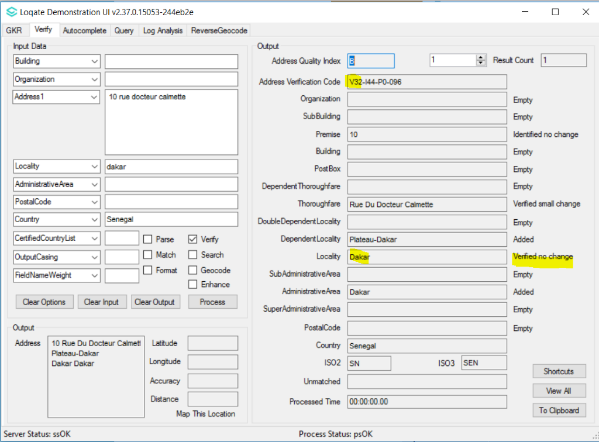 Loqate Demonstration UI v2.37.0.15053-244eb2e
GKR Verify Autocomplete Query Log Analysis ReverseGeocode
Input Data
Building
Organization
Address1 10 rue docteur calmette
Locality dakar
AdministrativeArea
PostalCode
Country Senegal
CertifiedCountryList Parse Verify
OutputCasing Match Search
FieldNameWeight Format Geocode
Enhance
Clear Options Clear Input Clear Output Process
Output
Address 10 Rue Du Docteur Calmett
Plateau-Dakar
Dakar Dakar
Latitude
Longitude
Accuracy
Distance
Map This Location
Output
Address Quality Index B 1 Result Count 1
Address Verification Code V32-I44-P0-096
Organization Empty
SubBuilding Empty
Premise 10 Identified no change
Building Empty
PostBox Empty
DependentThoroughfare Empty
Thoroughfare Rue Du Docteur Calmette Verified small change
DoubleDependentLocality Empty
DependentLocality Plateau-Dakar Added
Locality Dakar Verified no change
SubAdministrativeArea Empty
AdministrativeArea Dakar Added
SuperAdministrativeArea Empty
PostalCode Empty
Country Senegal
ISO2 SN ISO3 SEN
Unmatched
Processed Time 00:00:00.00
Shortcuts
View All
To Clipboard
Server Status: ssOK Process Status: psOK